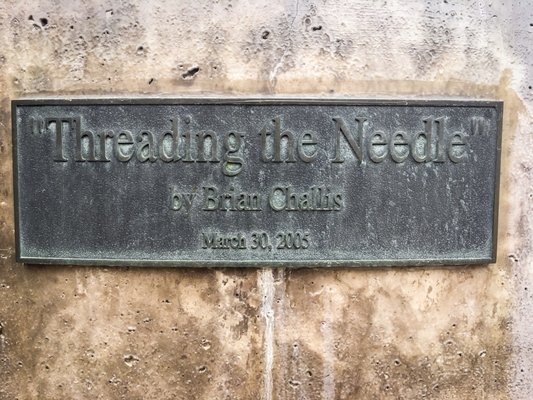 "Threading the Needle"
by Brian Challis
March 30, 2005